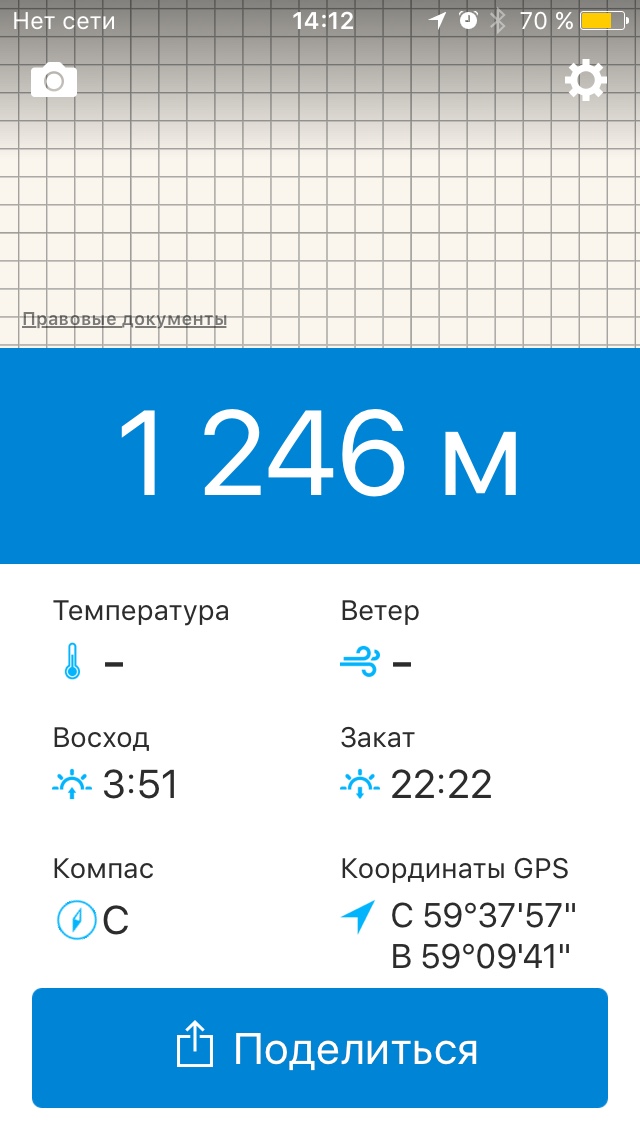 Нет сети 14:12 70 %
Правовые документы
1 246 м
Температура Ветер
– –
Восход Закат
3:51 22:22
Компас Координаты GPS
С С 59°37'57"
В 59°09'41"
Поделиться